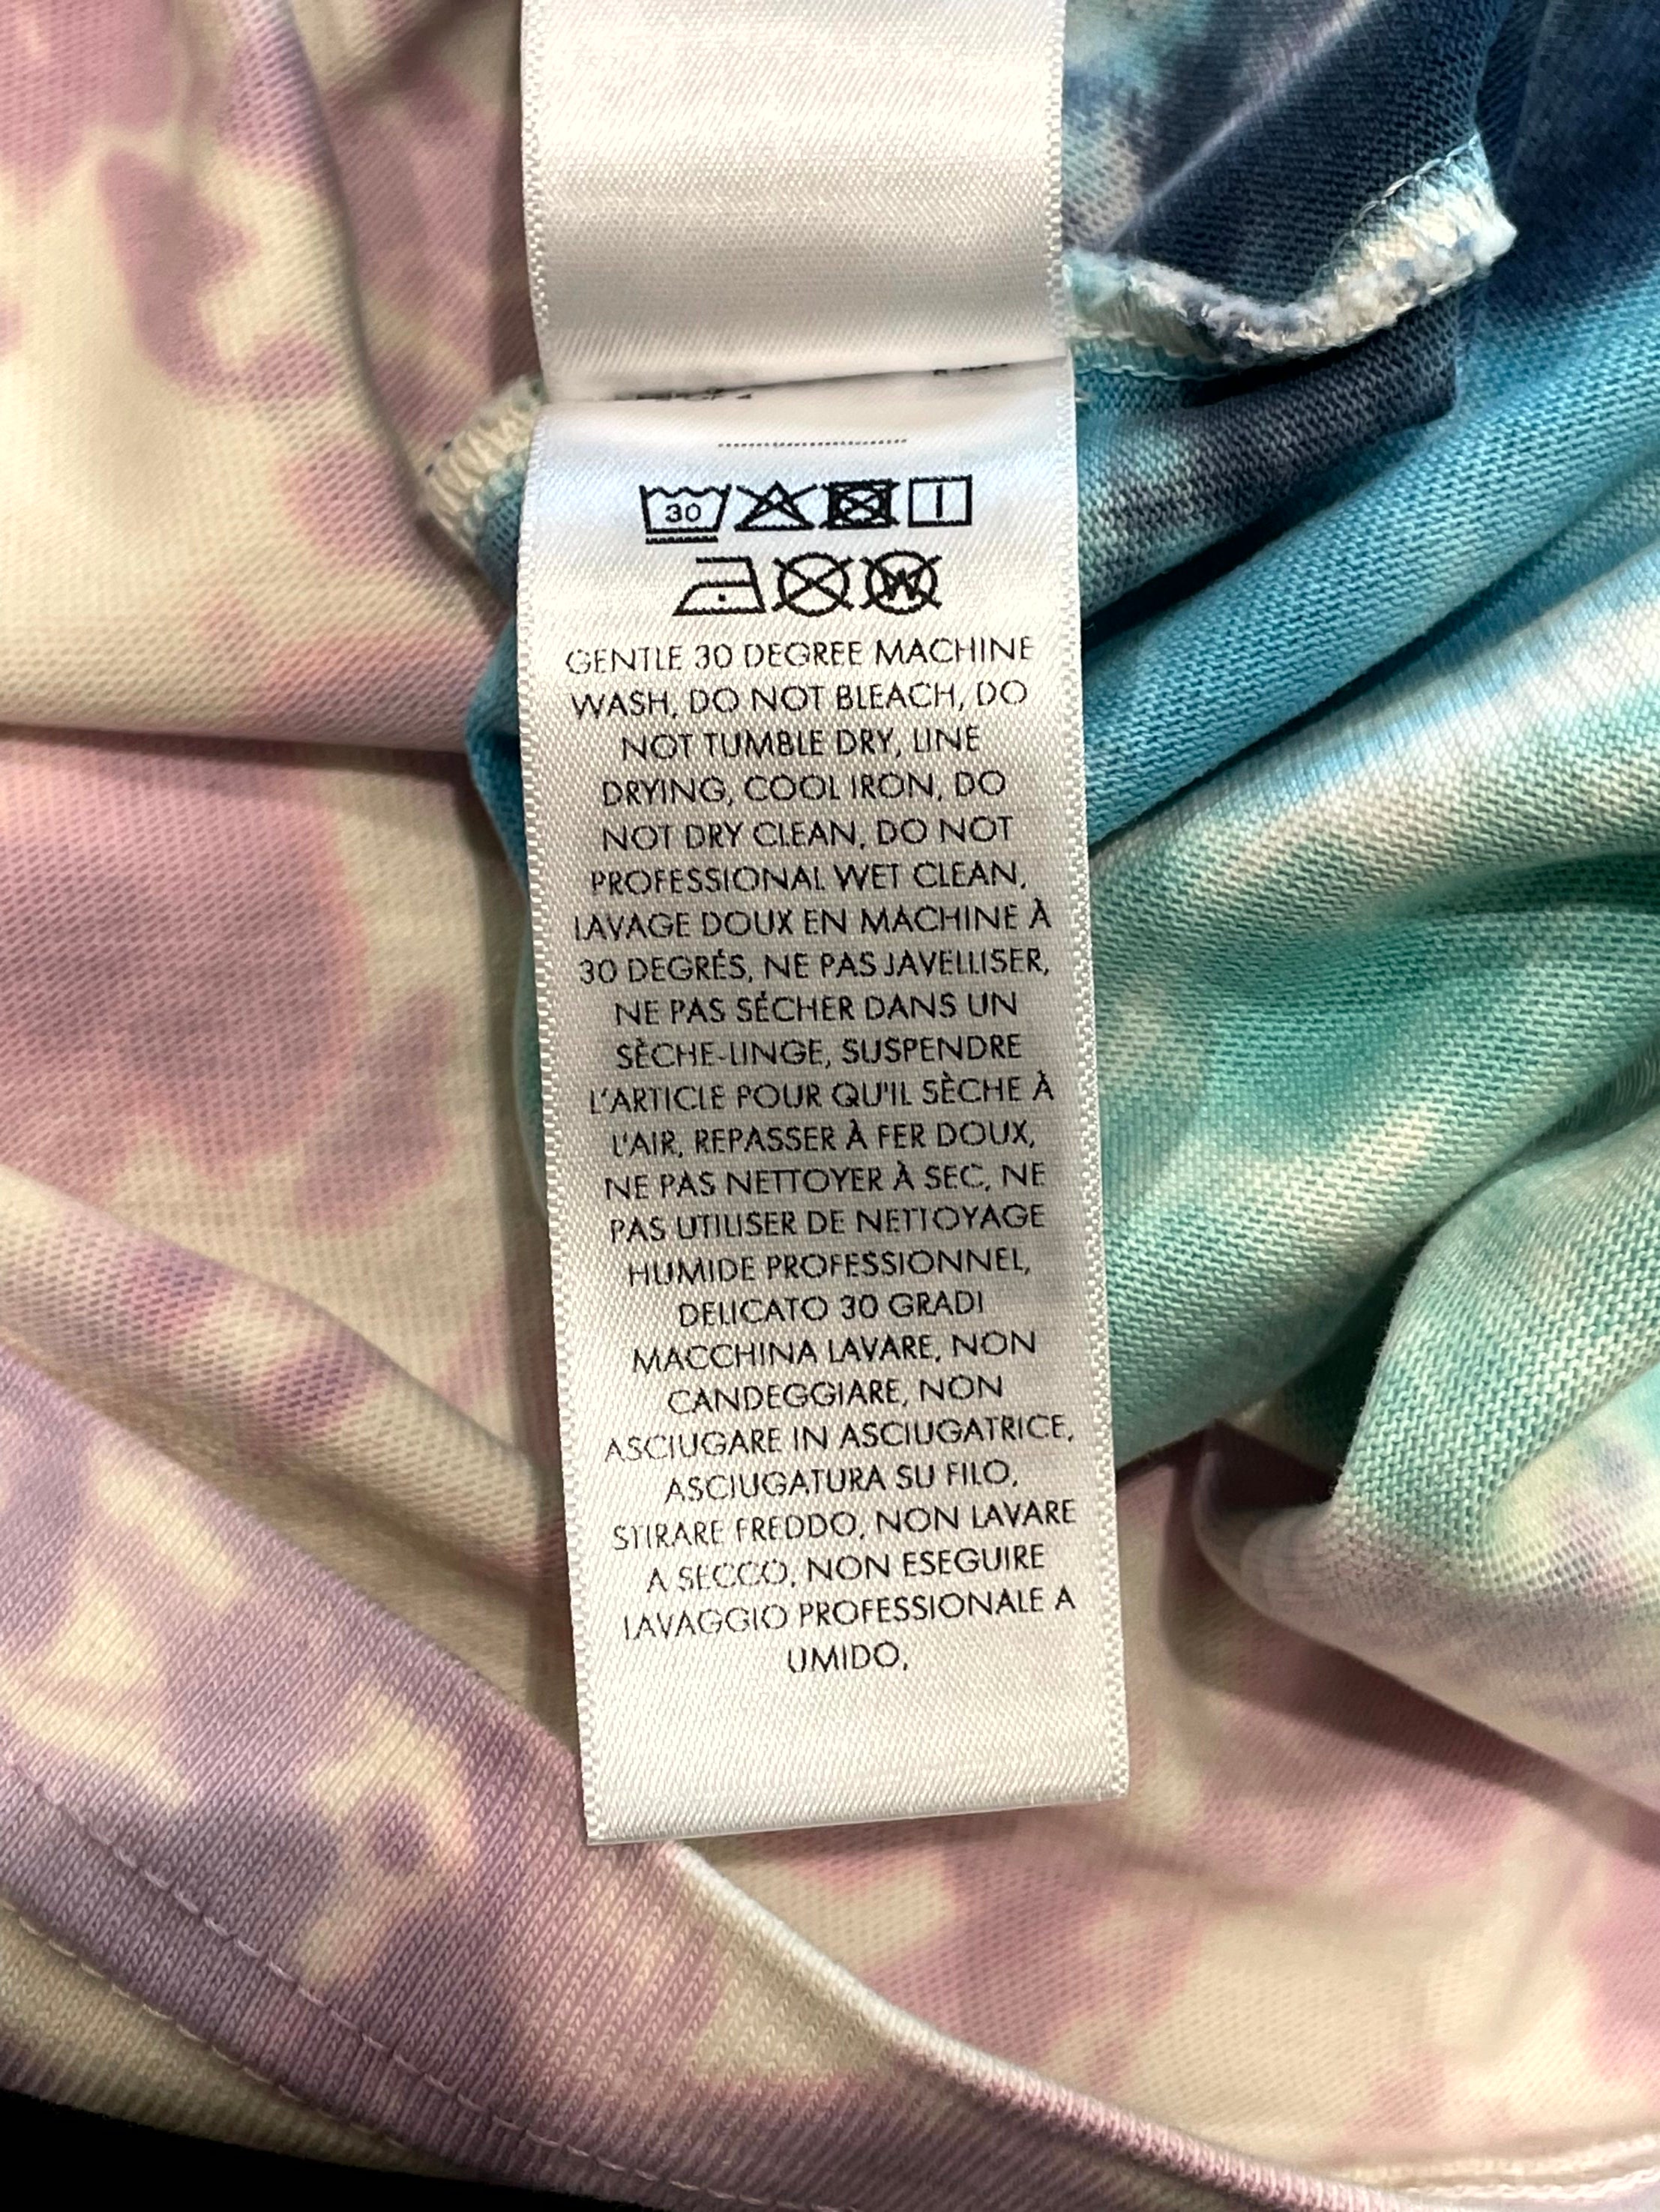 30
W
GENTLE 30 DEGREE MACHINE
WASH, DO NOT BLEACH, DO
NOT TUMBLE DRY, LINE
DRYING, COOL IRON, DO
NOT DRY CLEAN, DO NOT
PROFESSIONAL WET CLEAN,
LAVAGE DOUX EN MACHINE À
30 DEGRÉS, NE PAS JAVELLISER,
NE PAS SÉCHER DANS UN
SÈCHE-LINGE, SUSPENDRE
L'ARTICLE POUR QU'IL SÈCHE À
L'AIR, REPASSER À FER DOUX,
NE PAS NETTOYER À SEC, NE
PAS UTILISER DE NETTOYAGE
HUMIDE PROFESSIONNEL,
DELICATO 30 GRADI
MACCHINA LAVARE, NON
CANDEGGIARE, NON
ASCIUGARE IN ASCIUGATRICE,
ASCIUGATURA SU FILO,
STIRARE FREDDO, NON LAVARE
A SECCO, NON ESEGUIRE
LAVAGGIO PROFESSIONALE A
UMIDO,